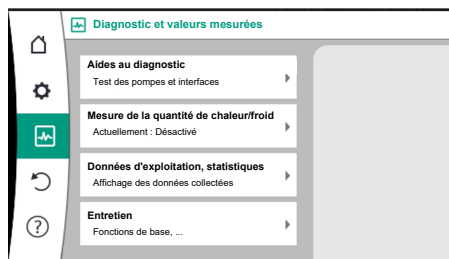 Diagnostic et valeurs mesurées
Aides au diagnostic
Test des pompes et interfaces
Mesure de la quantité de chaleur/froid
Actuellement : Désactivé
Données d'exploitation, statistiques
Affichage des données collectées
Entretien
Fonctions de base, ...
?